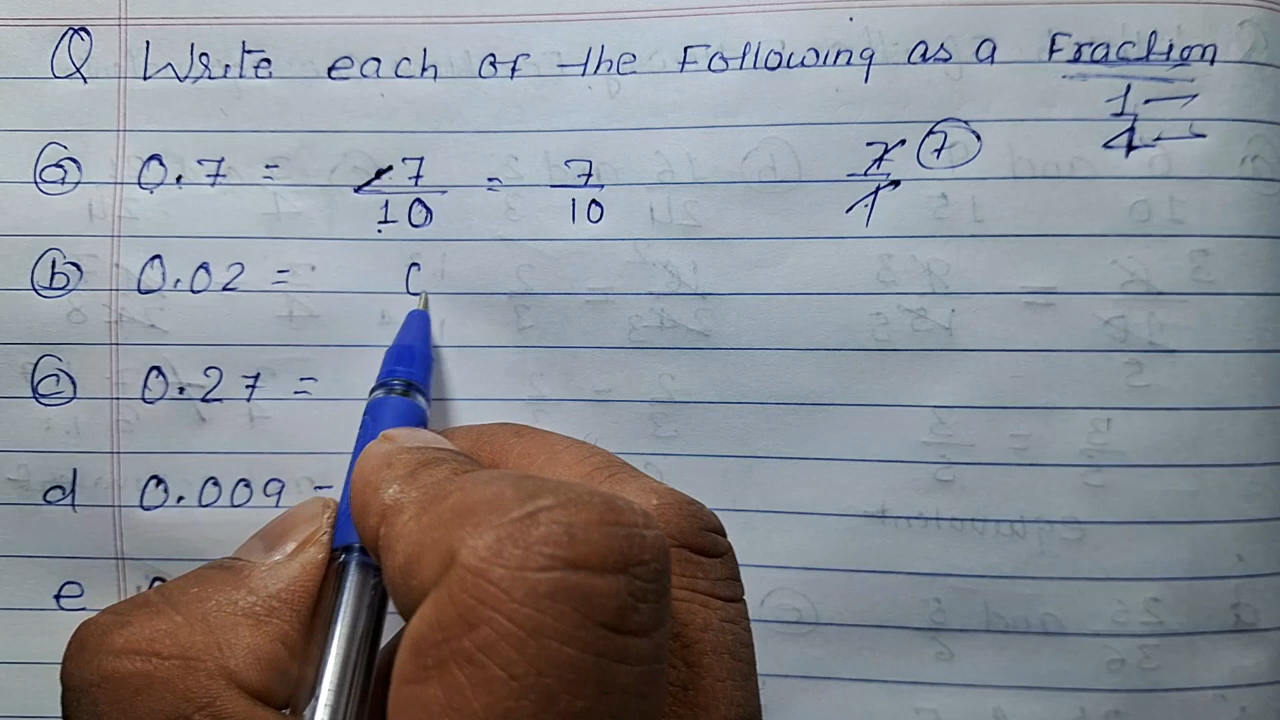 Q Write each of the Following as a Fraction
1
4
a 0.7 = 7/10 = 7/10 7/1 7
b 0.02 = 0
c 0.27 =
d 0.009 -
e